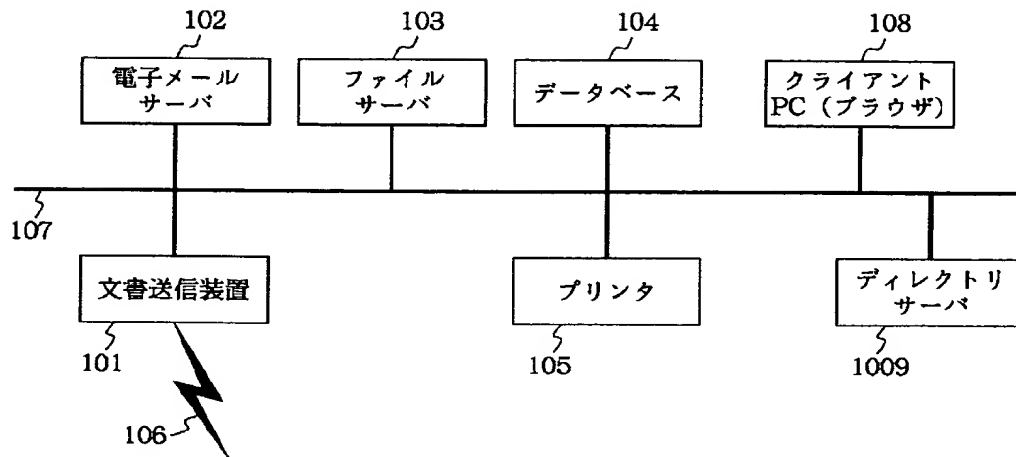 102
103
104
108
電子メール
サーバ
ファイル
サーバ
データベース
クライアント
PC（ブラウザ）
107
文書送信装置
プリンタ
ディレクトリ
サーバ
101
105
1009
106